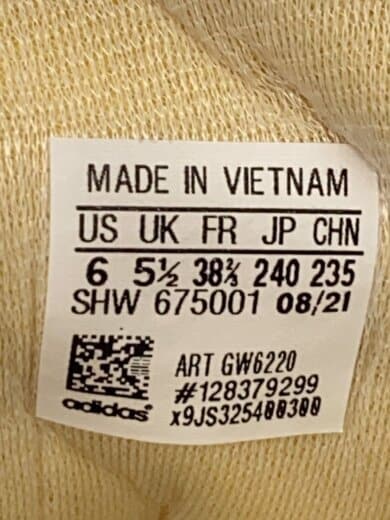 MADE IN VIETNAM
US UK FR JP CHN
6 5½ 38⅔ 240 235
SHW 675001 08/21
ART GW6220
#128379299
x9JS325400300
adidas